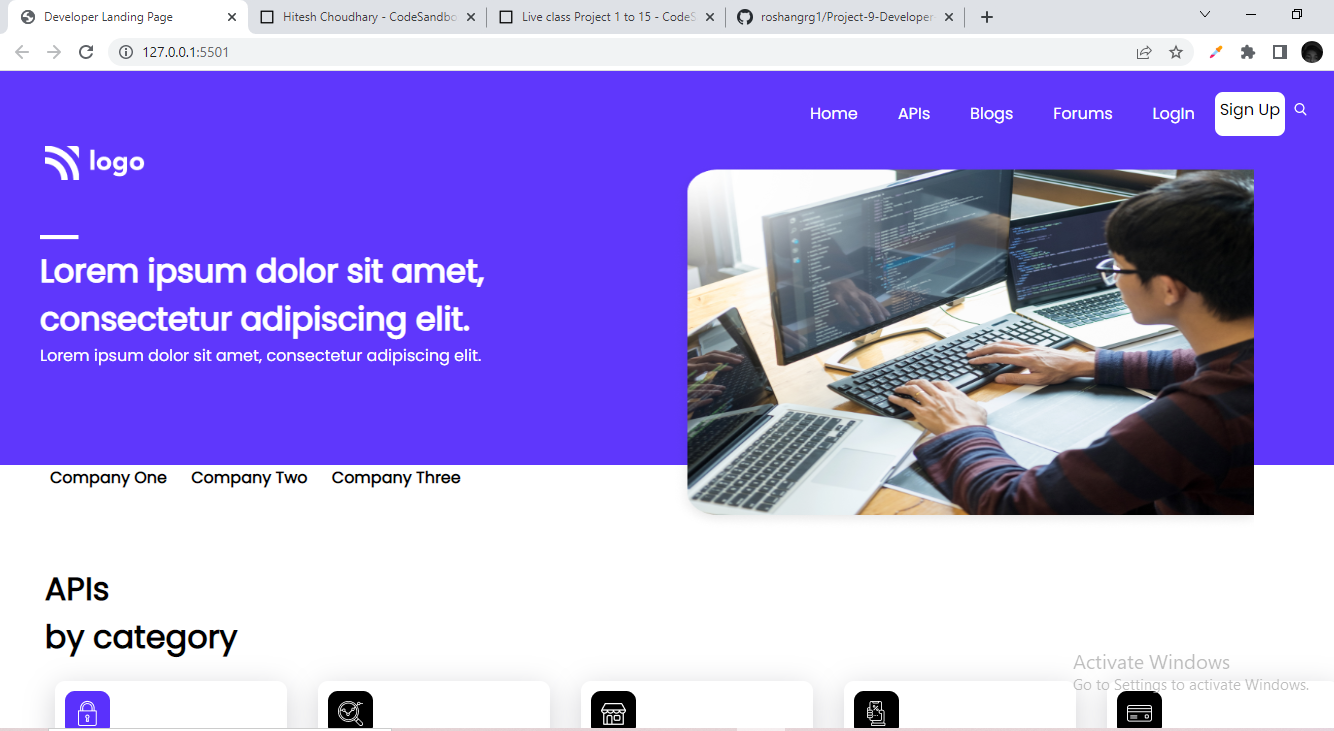 Developer Landing Page
Hitesh Choudhary - CodeSandbo
Live class Project 1 to 15 - CodeS
roshangrg1/Project-9-Developer-
127.0.0.1:5501
Home APIs Blogs Forums LogIn Sign Up
logo
Lorem ipsum dolor sit amet,
consectetur adipiscing elit.
Lorem ipsum dolor sit amet, consectetur adipiscing elit.
Company One Company Two Company Three
APIs
by category
Activate Windows
Go to Settings to activate Windows.